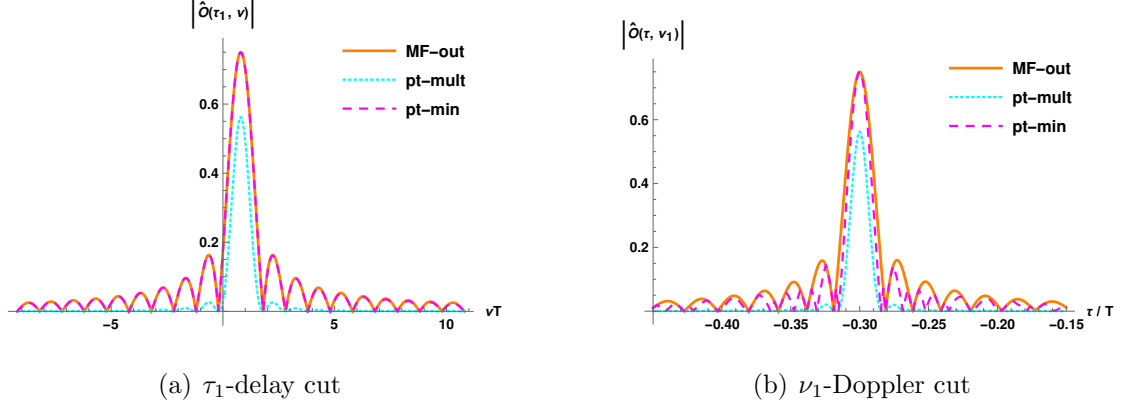 |Ô(τ₁, ν)|
MF−out
pt−mult
pt−min
0.6
0.4
0.2
−5
0
5
10
νT
(a) τ₁-delay cut
|Ô(τ, ν₁)|
MF−out
pt−mult
pt−min
0.6
0.4
0.2
−0.40
−0.35
−0.30
−0.25
−0.20
−0.15
τ / T
(b) ν₁-Doppler cut